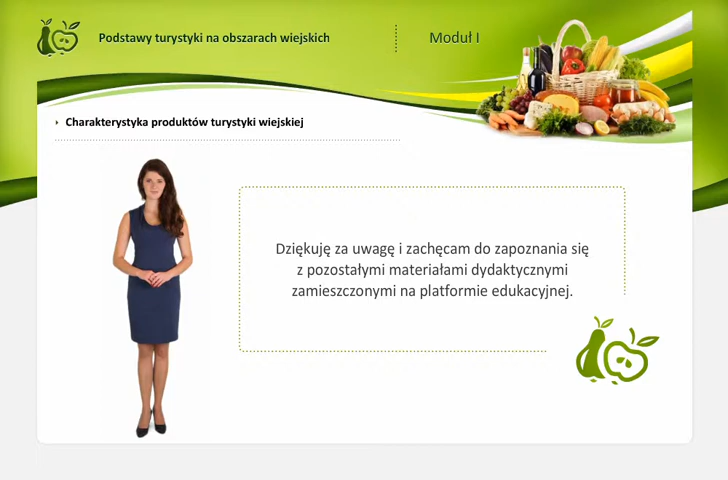 Podstawy turystyki na obszarach wiejskich
Moduł I
Charakterystyka produktów turystyki wiejskiej
Dziękuję za uwagę i zachęcam do zapoznania się
z pozostałymi materiałami dydaktycznymi
zamieszczonymi na platformie edukacyjnej.